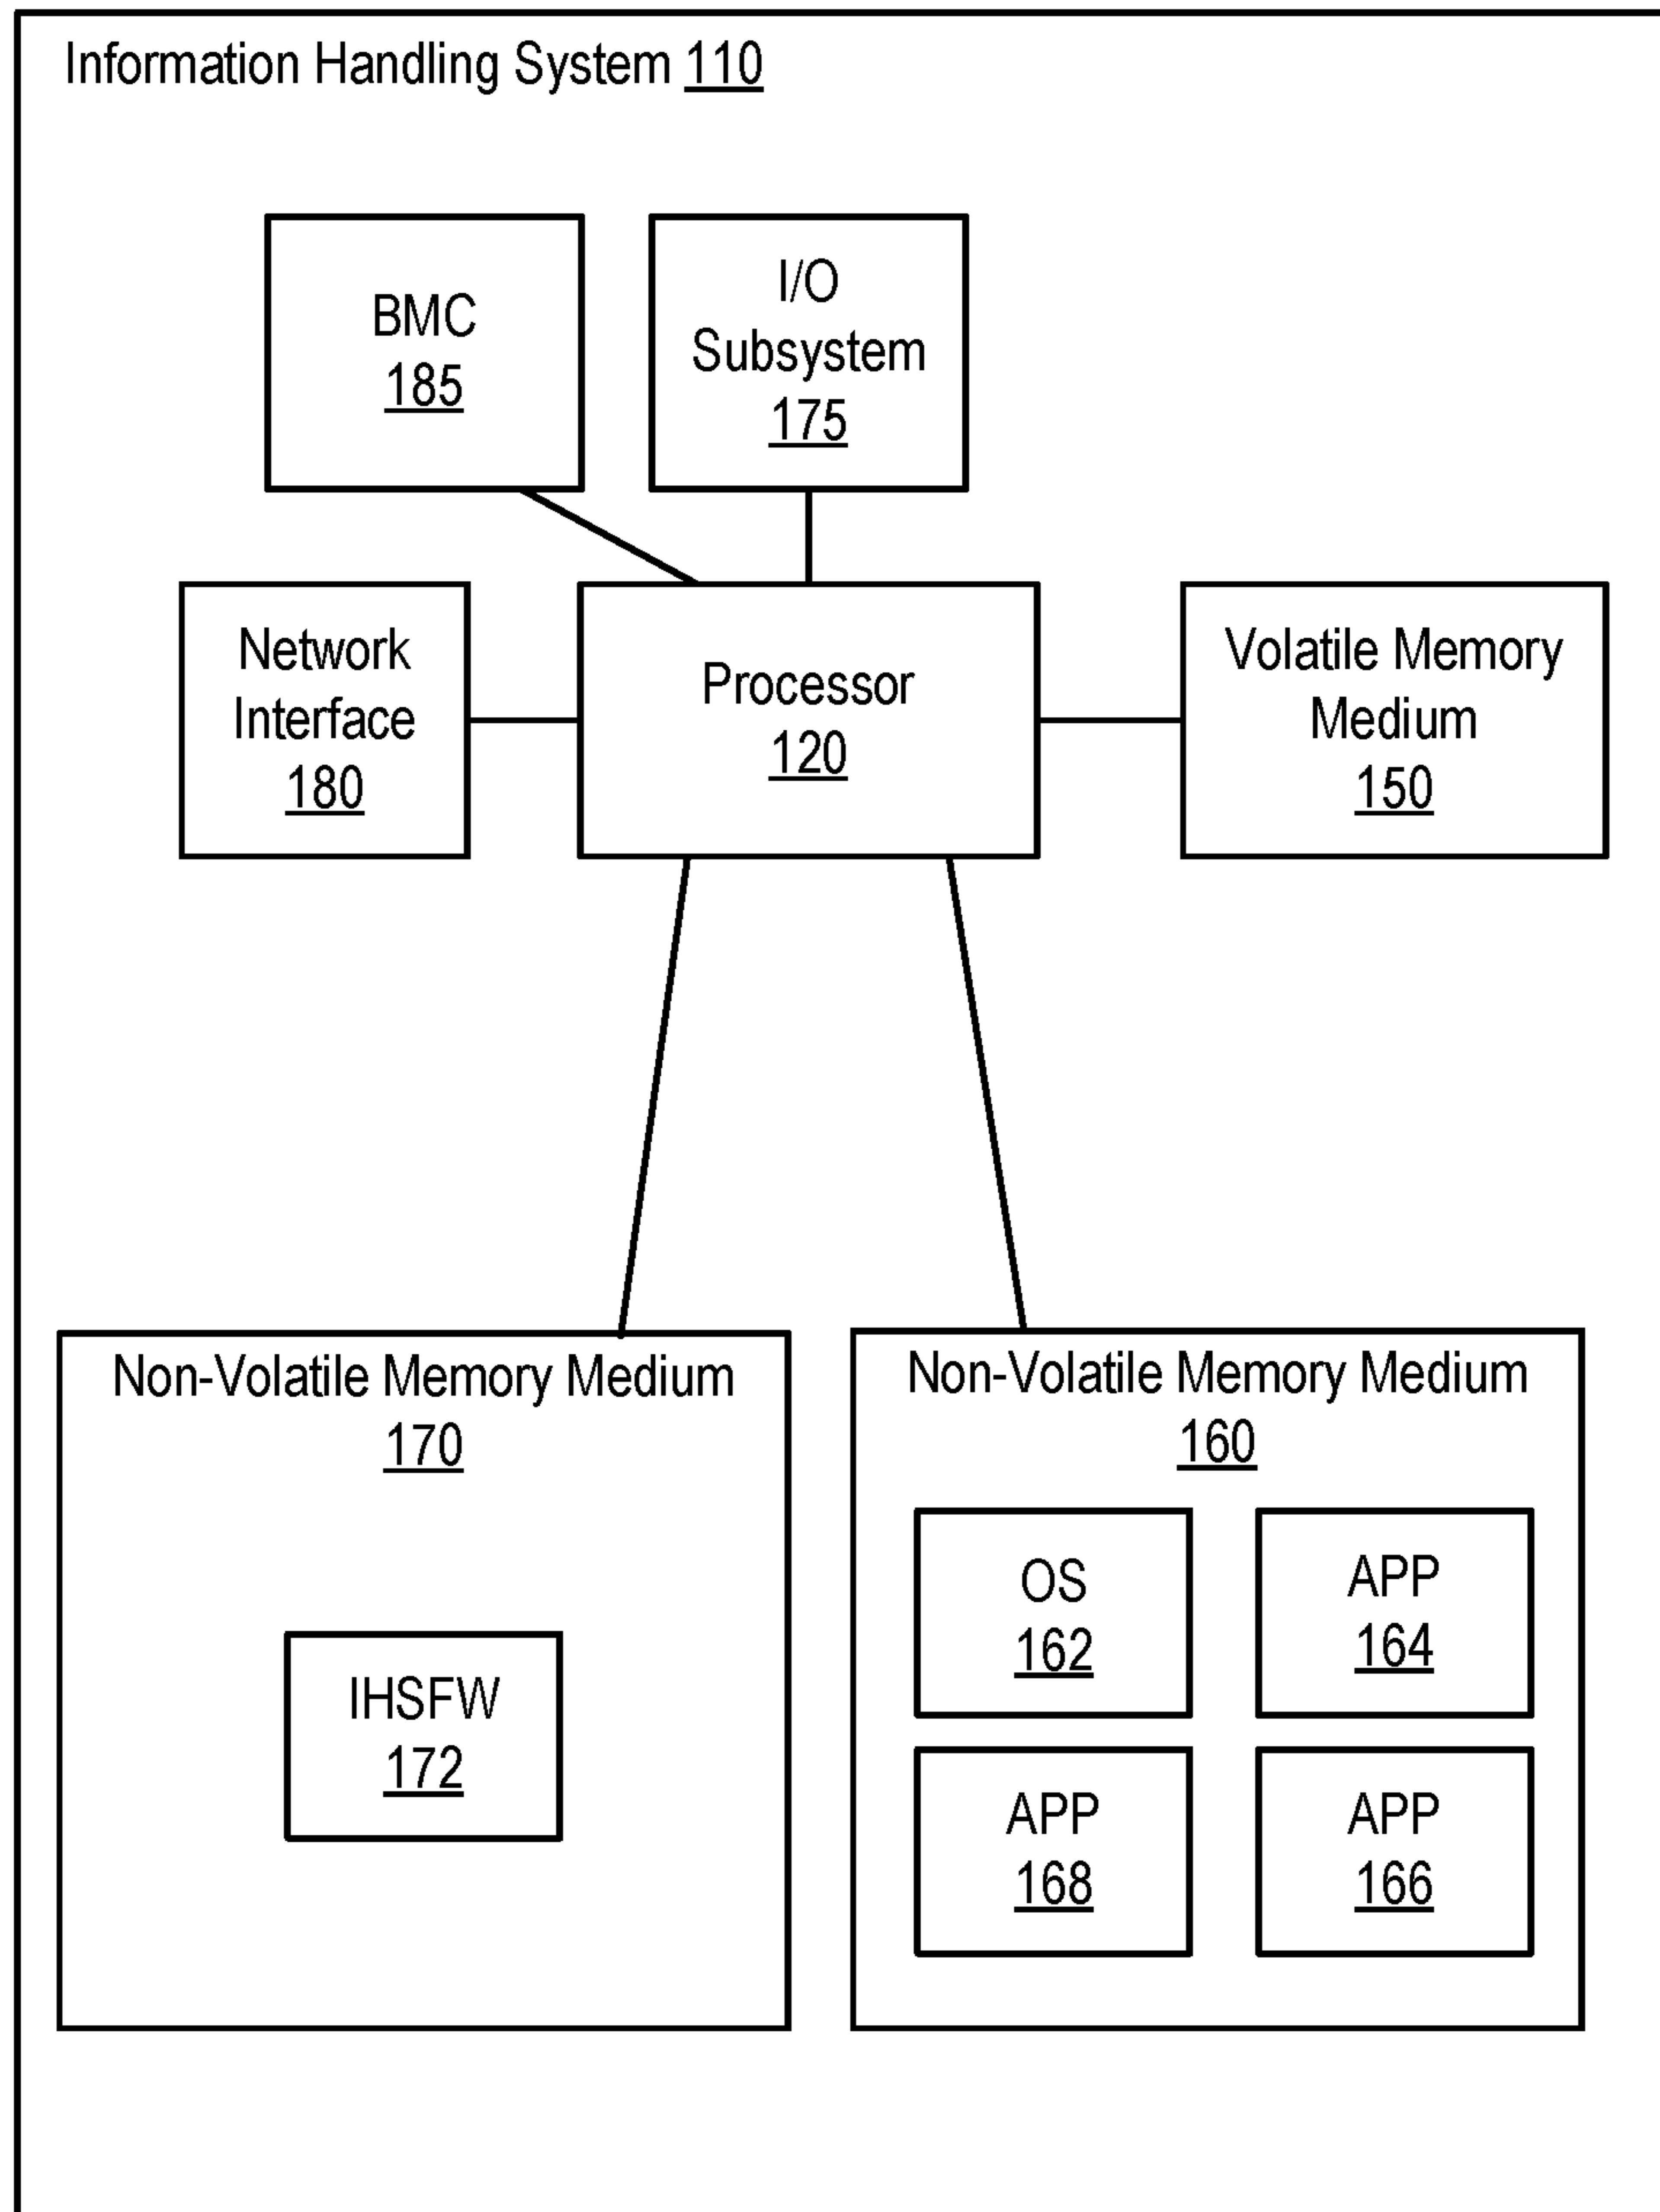 Information Handling System 110
BMC
185
I/O
Subsystem
175
Network
Interface
180
Processor
120
Volatile Memory
Medium
150
Non-Volatile Memory Medium
170
IHSFW
172
Non-Volatile Memory Medium
160
OS
162
APP
164
APP
168
APP
166